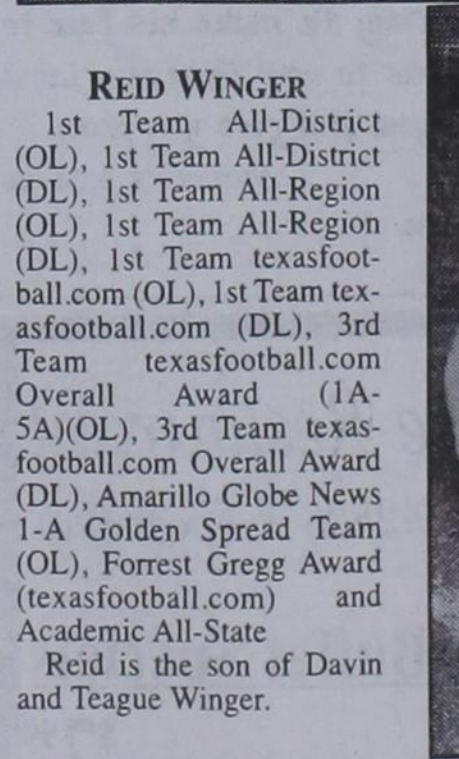 REID WINGER
1st Team All-District
(OL), 1st Team All-District
(DL), 1st Team All-Region
(OL), 1st Team All-Region
(DL), 1st Team texasfoot-
ball.com (OL), 1st Team tex-
asfootball.com (DL), 3rd
Team texasfootball.com
Overall Award (1A-
5A)(OL), 3rd Team texas-
football.com Overall Award
(DL), Amarillo Globe News
1-A Golden Spread Team
(OL), Forrest Gregg Award
(texasfootball.com) and
Academic All-State
Reid is the son of Davin
and Teague Winger.